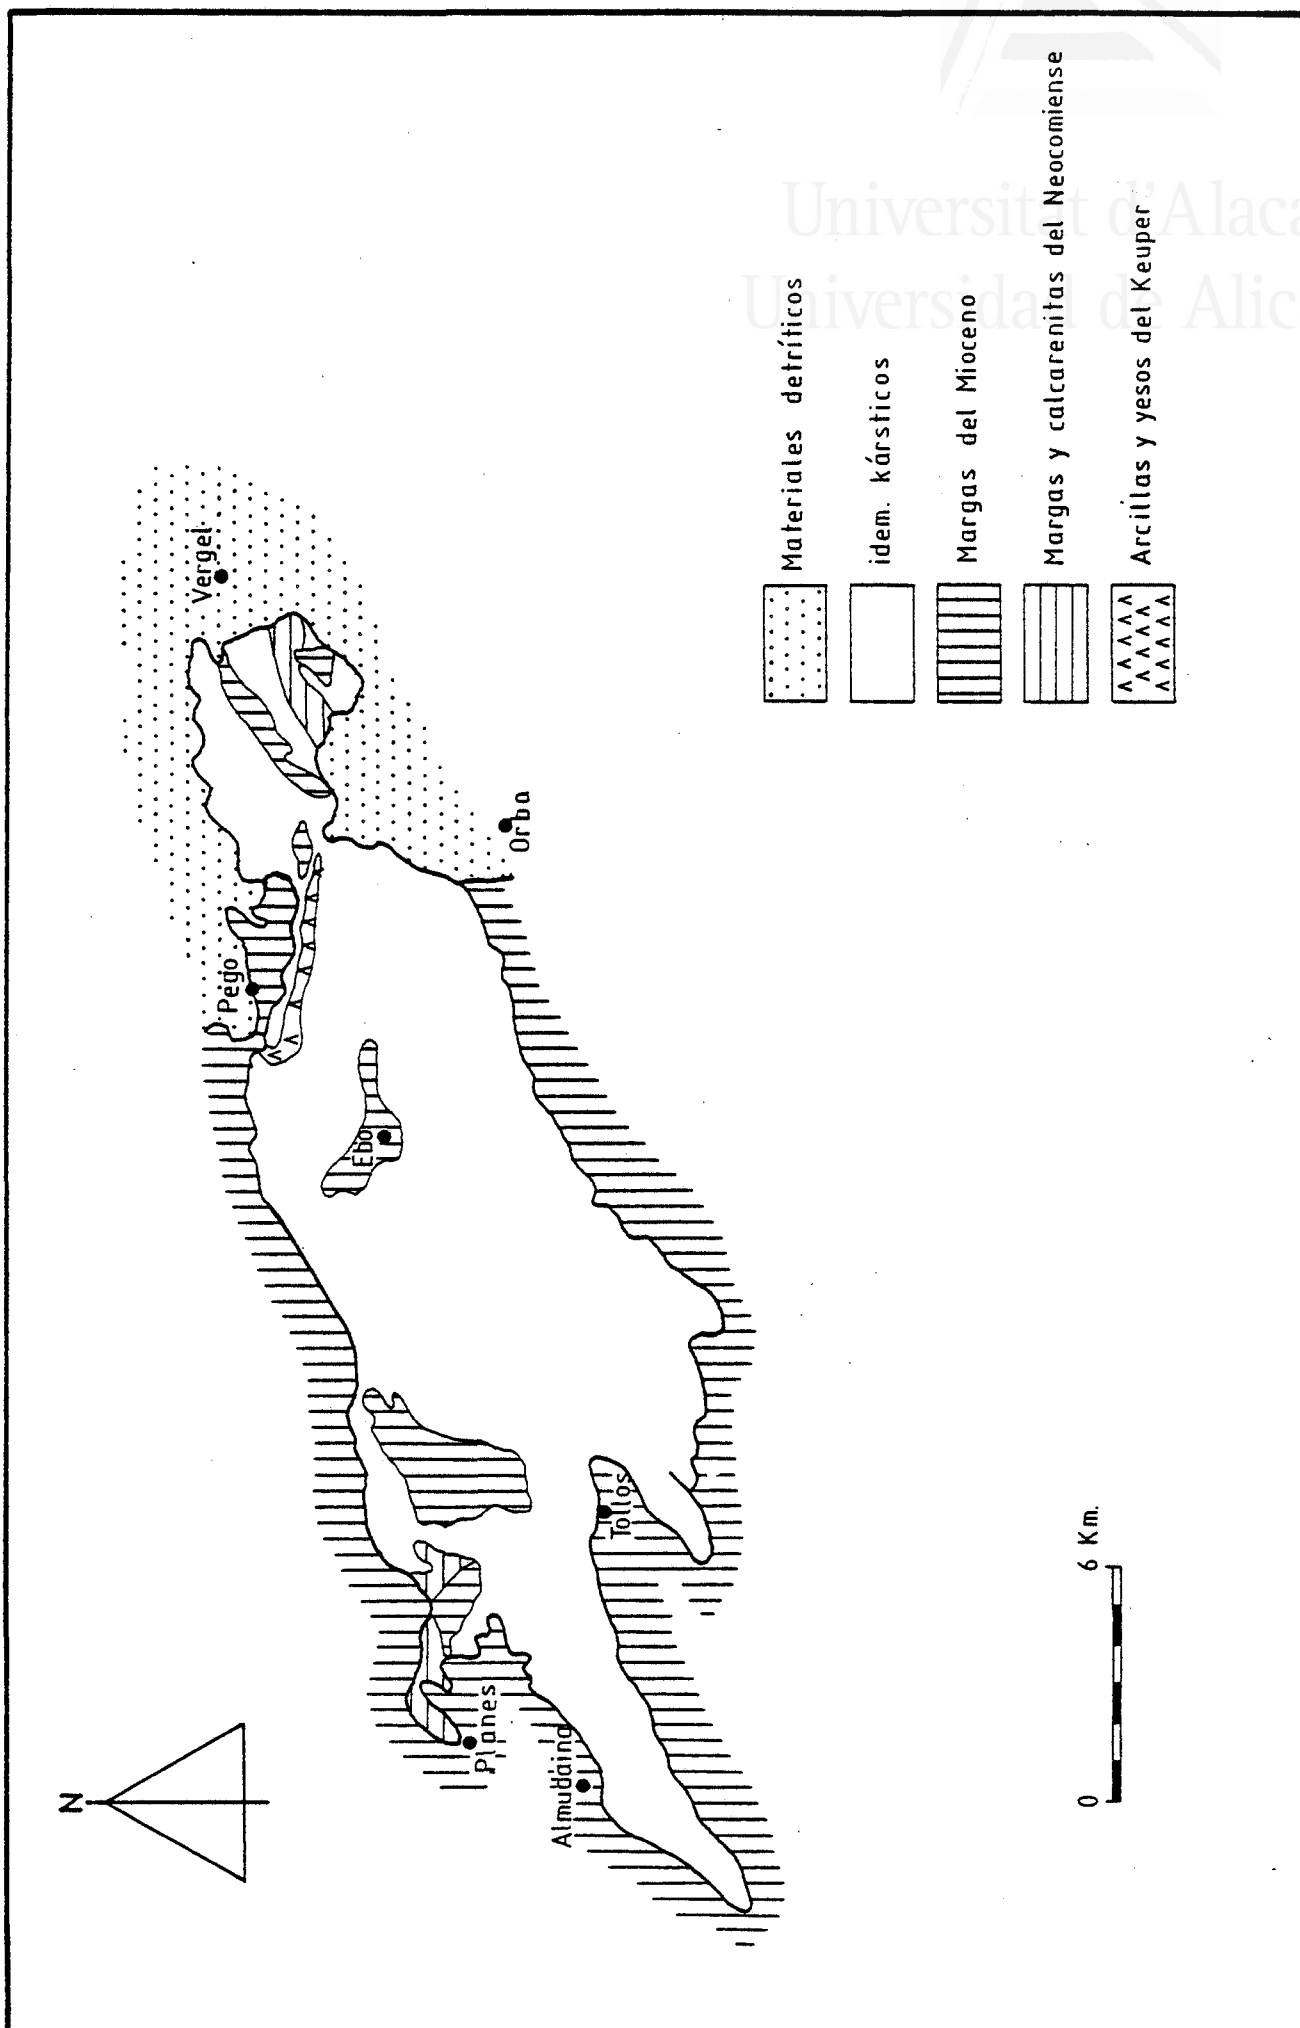 N
Vergel
Pego
Orba
Ebo
Tollos
Planes
Almudaina
Materiales detríticos
idem. kársticos
Margas del Mioceno
Margas y calcarenitas del Neocomiense
Arcillas y yesos del Keuper
0 6 Km.
Universitat d'Alaca
Universidad de Alic